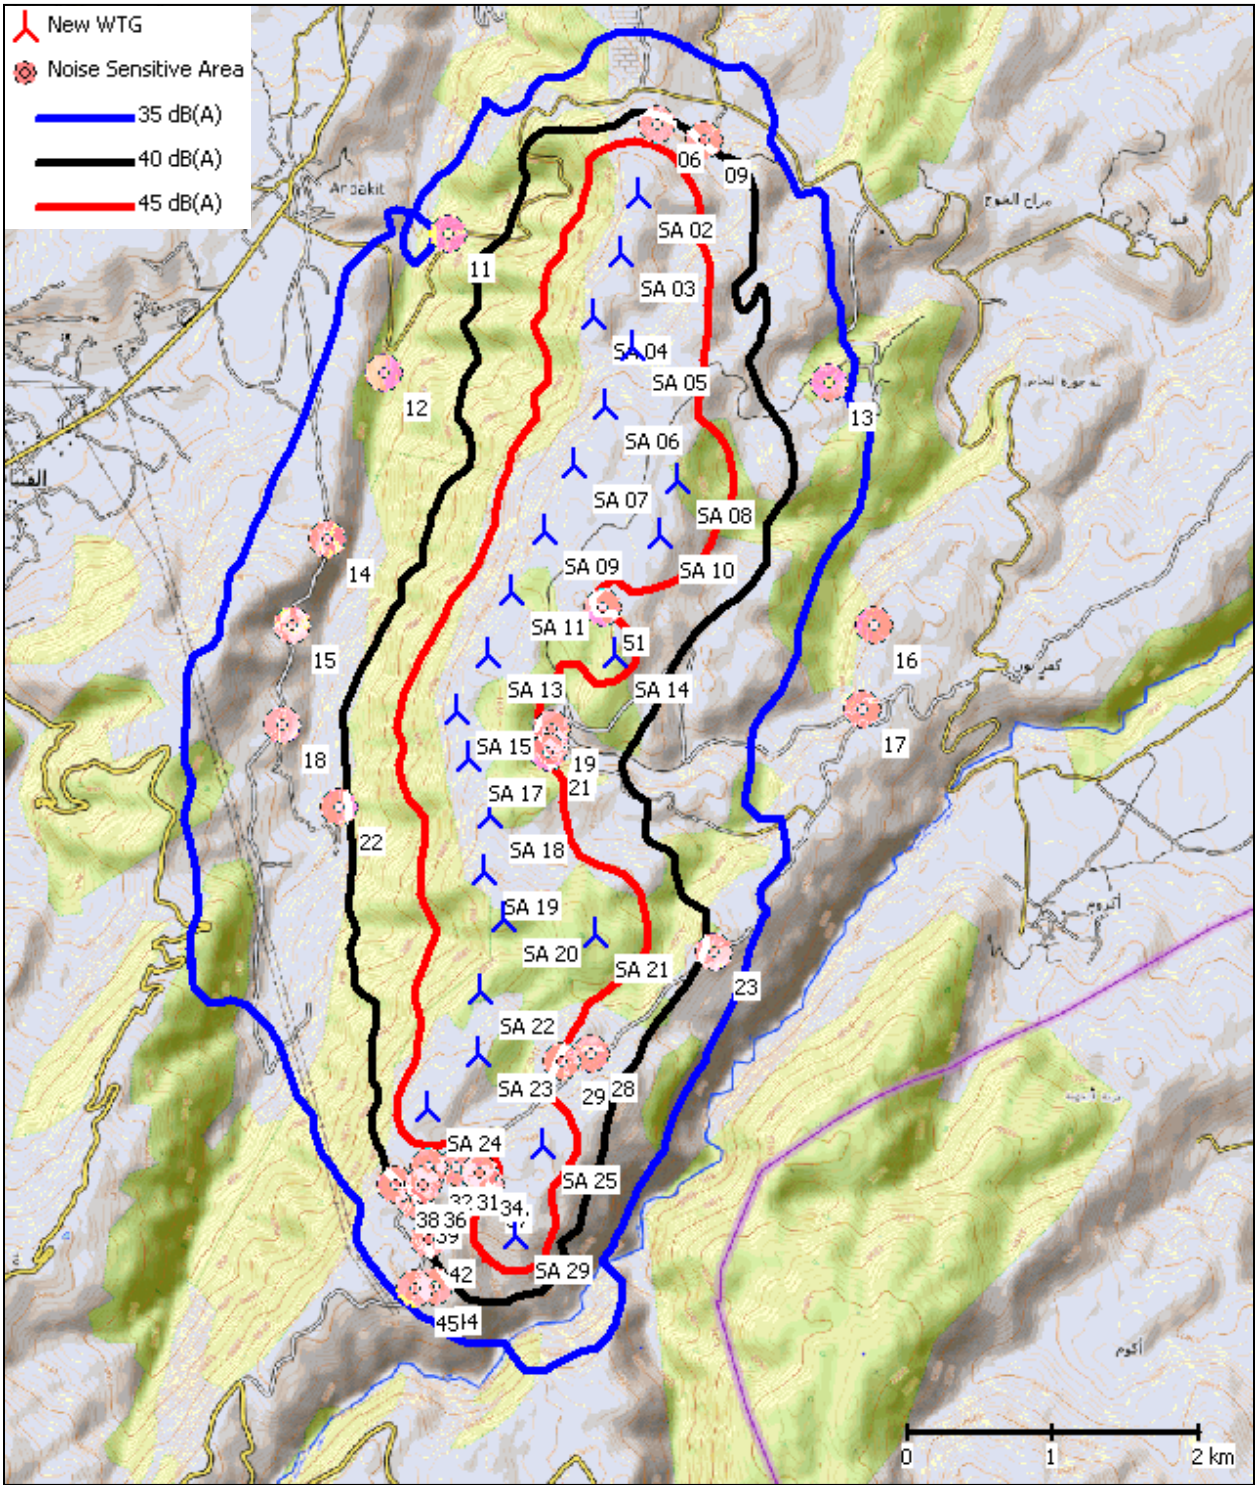 New WTG
Noise Sensitive Area
35 dB(A)
40 dB(A)
45 dB(A)
Andakit
06
09
SA 02
11
SA 03
SA 04
SA 05
12
13
SA 06
SA 07
SA 08
SA 09
SA 10
14
SA 11
51
15
16
SA 13
SA 14
17
18
SA 15
19
SA 17
21
22
SA 18
SA 19
SA 20
SA 21
23
SA 22
SA 23
29
28
SA 24
SA 25
31
34
38
36
42
SA 29
45
أكوم
0
1
2 km